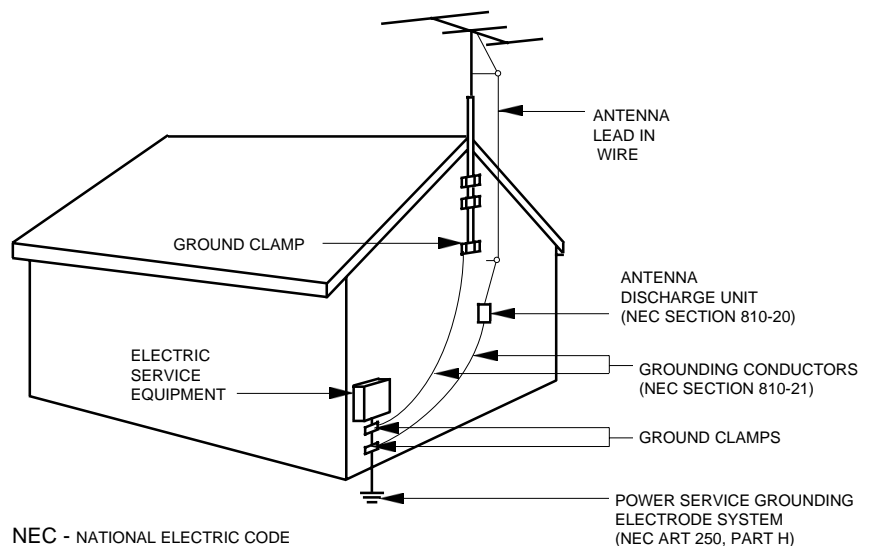 ANTENNA
LEAD IN
WIRE
GROUND CLAMP
ANTENNA
DISCHARGE UNIT
(NEC SECTION 810-20)
ELECTRIC
SERVICE
EQUIPMENT
GROUNDING CONDUCTORS
(NEC SECTION 810-21)
GROUND CLAMPS
POWER SERVICE GROUNDING
ELECTRODE SYSTEM
(NEC ART 250, PART H)
NEC - NATIONAL ELECTRIC CODE